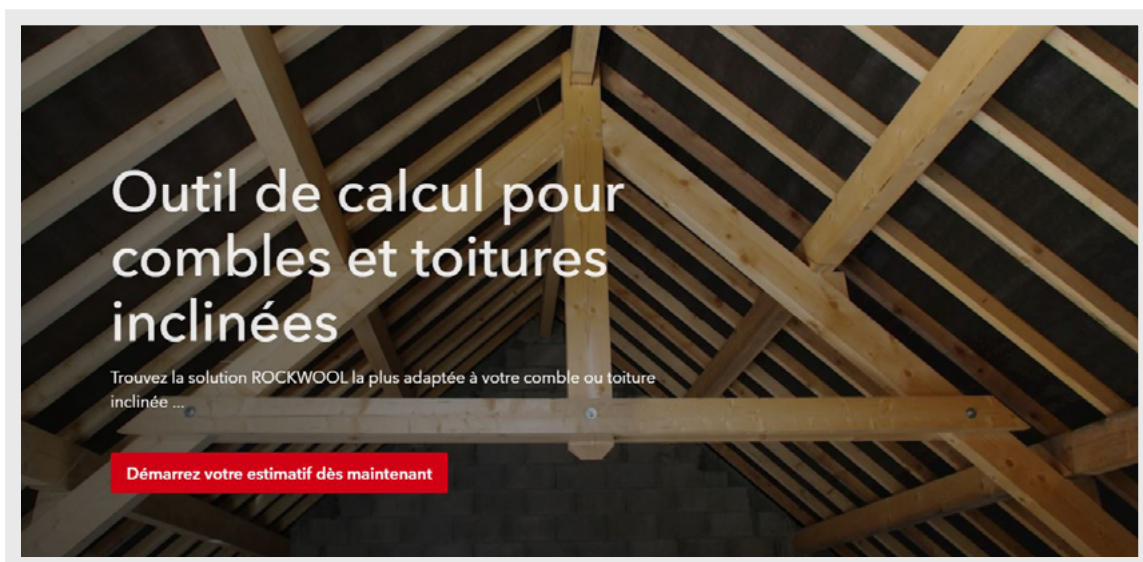 Outil de calcul pour
combles et toitures
inclinées
Trouvez la solution ROCKWOOL la plus adaptée à votre comble ou toiture
inclinée ...
Démarrez votre estimatif dès maintenant